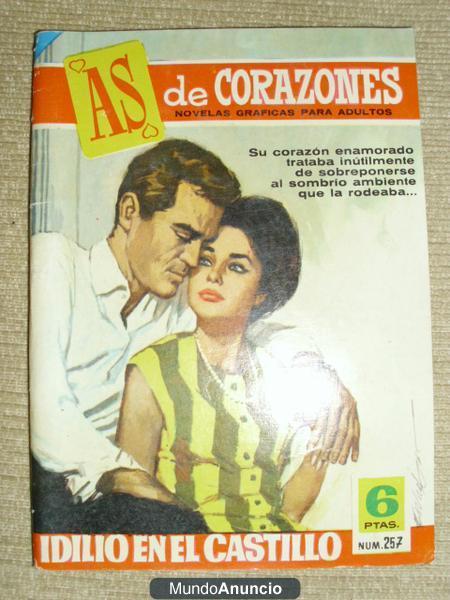 AS de CORAZONES
NOVELAS GRAFICAS PARA ADULTOS
Su corazón enamorado
trataba inútilmente
de sobreponerse
al sombrío ambiente
que la rodeaba...
6
PTAS.
NUM. 257
IDILIO EN EL CASTILLO
MundoAnuncio